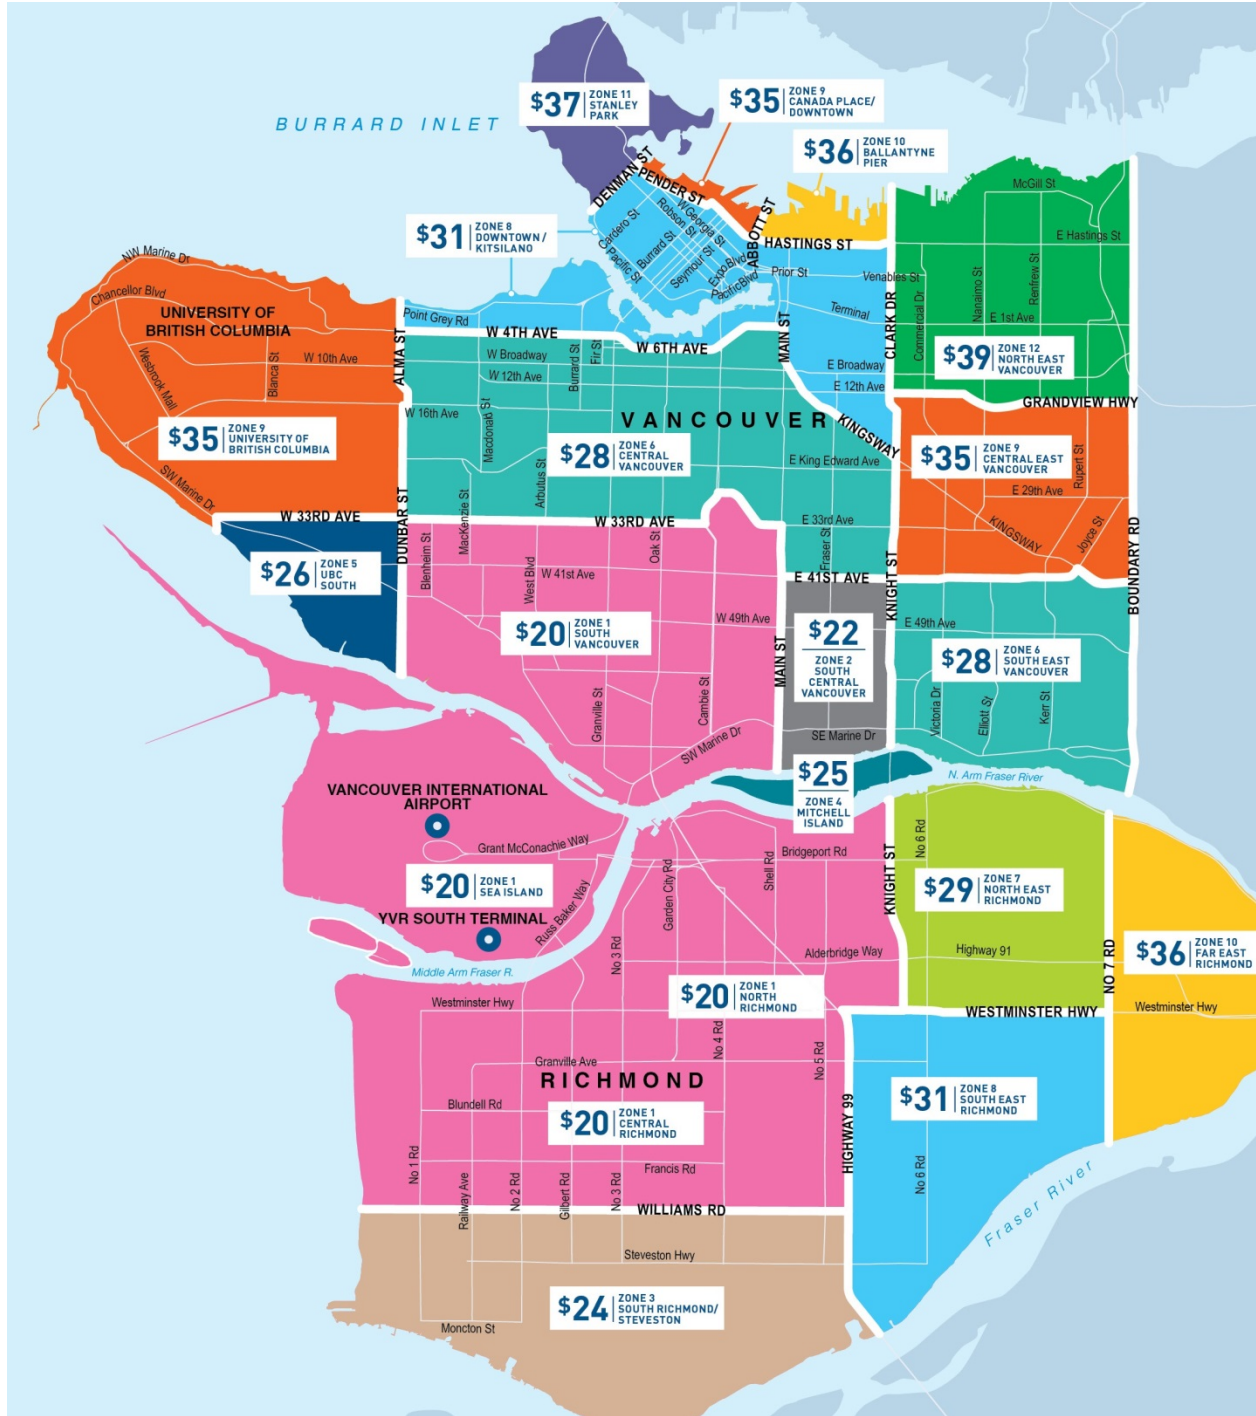 $37
ZONE 11
STANLEY
PARK
$35
ZONE 9
CANADA PLACE/
DOWNTOWN
BURRARD INLET
$36
ZONE 10
BALLANTYNE
PIER
DENMAN ST
PENDER ST
ABBOTT ST
HASTINGS ST
W Georgia St
Robson St
Cardero St
Burrard St
Seymour St
Pacific St
Expo Blvd
Pacific Blvd
Prior St
Venables St
Terminal
McGill St
E Hastings St
Nanaimo St
Renfrew St
Commercial Dr
E 1st Ave
$31
ZONE 8
DOWNTOWN /
KITSILANO
NW Marine Dr
Chancellor Blvd
UNIVERSITY OF
BRITISH COLUMBIA
Wesbrook Mall
Blanca St
W 10th Ave
ALMA ST
Point Grey Rd
W 4TH AVE
W 6TH AVE
MAIN ST
CLARK DR
W Broadway
W 12th Ave
Burrard St
Fir St
E Broadway
E 12th Ave
$39
ZONE 12
NORTH EAST
VANCOUVER
GRANDVIEW HWY
W 16th Ave
Macdonald St
VANCOUVER
KINGSWAY
$35
ZONE 9
UNIVERSITY OF
BRITISH COLUMBIA
SW Marine Dr
$28
ZONE 6
CENTRAL
VANCOUVER
Arbutus St
MacKenzie St
E King Edward Ave
$35
ZONE 9
CENTRAL EAST
VANCOUVER
Rupert St
E 29th Ave
KINGSWAY
Joyce St
W 33RD AVE
DUNBAR ST
W 33RD AVE
E 33rd Ave
Oak St
Fraser St
KNIGHT ST
BOUNDARY RD
$26
ZONE 5
UBC
SOUTH
Blenheim St
West Blvd
W 41st Ave
E 41ST AVE
$20
ZONE 1
SOUTH
VANCOUVER
W 49th Ave
MAIN ST
$22
ZONE 2
SOUTH
CENTRAL
VANCOUVER
E 49th Ave
$28
ZONE 6
SOUTH EAST
VANCOUVER
Granville St
Cambie St
SW Marine Dr
SE Marine Dr
Victoria Dr
Elliott St
Kerr St
N. Arm Fraser River
$25
ZONE 4
MITCHELL
ISLAND
VANCOUVER INTERNATIONAL
AIRPORT
Grant McConachie Way
$20
ZONE 1
SEA ISLAND
YVR SOUTH TERMINAL
Russ Baker Way
Middle Arm Fraser R.
Garden City Rd
Shell Rd
Bridgeport Rd
KNIGHT ST
No 6 Rd
$29
ZONE 7
NORTH EAST
RICHMOND
No 3 Rd
Alderbridge Way
Highway 91
NO 7 RD
$36
ZONE 10
FAR EAST
RICHMOND
Westminster Hwy
$20
ZONE 1
NORTH
RICHMOND
WESTMINSTER HWY
Westminster Hwy
No 4 Rd
No 5 Rd
Granville Ave
RICHMOND
Blundell Rd
$20
ZONE 1
CENTRAL
RICHMOND
HIGHWAY 99
$31
ZONE 8
SOUTH EAST
RICHMOND
No 1 Rd
Railway Ave
No 2 Rd
Gilbert Rd
No 3 Rd
Francis Rd
No 6 Rd
WILLIAMS RD
Fraser River
Steveston Hwy
$24
ZONE 3
SOUTH RICHMOND/
STEVESTON
Moncton St